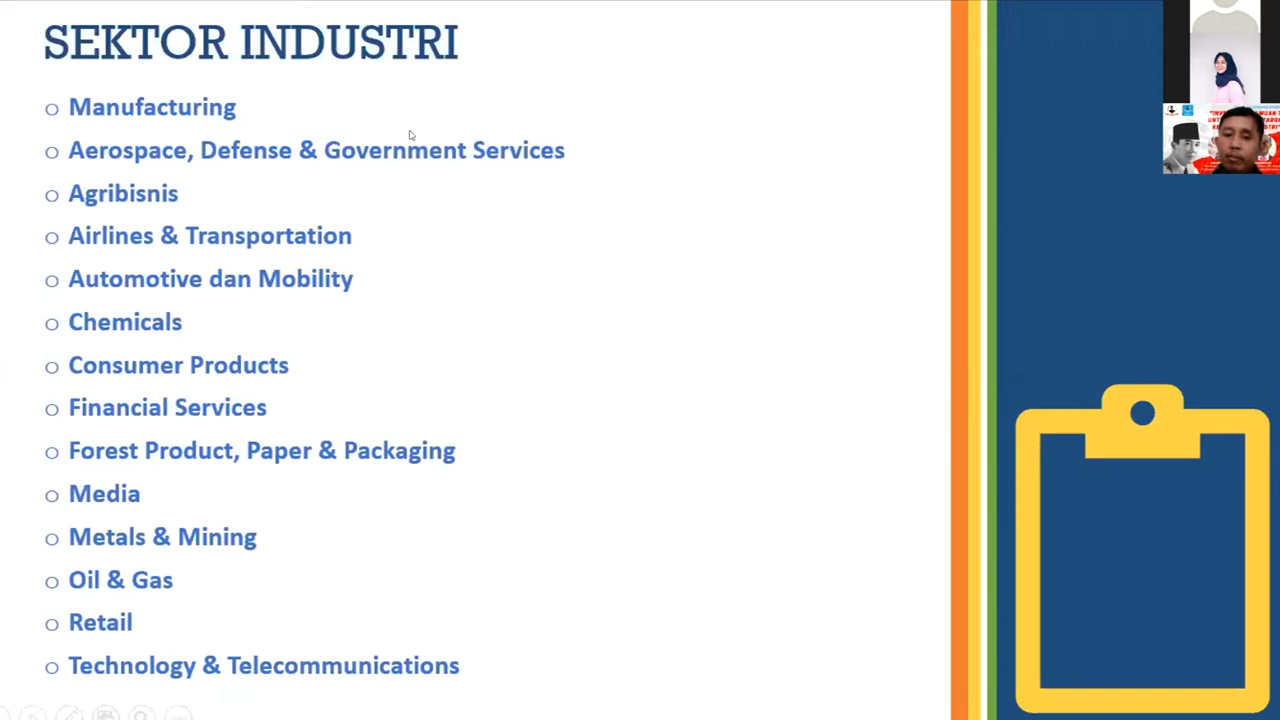 SEKTOR INDUSTRI
Manufacturing
Aerospace, Defense & Government Services
Agribisnis
Airlines & Transportation
Automotive dan Mobility
Chemicals
Consumer Products
Financial Services
Forest Product, Paper & Packaging
Media
Metals & Mining
Oil & Gas
Retail
Technology & Telecommunications